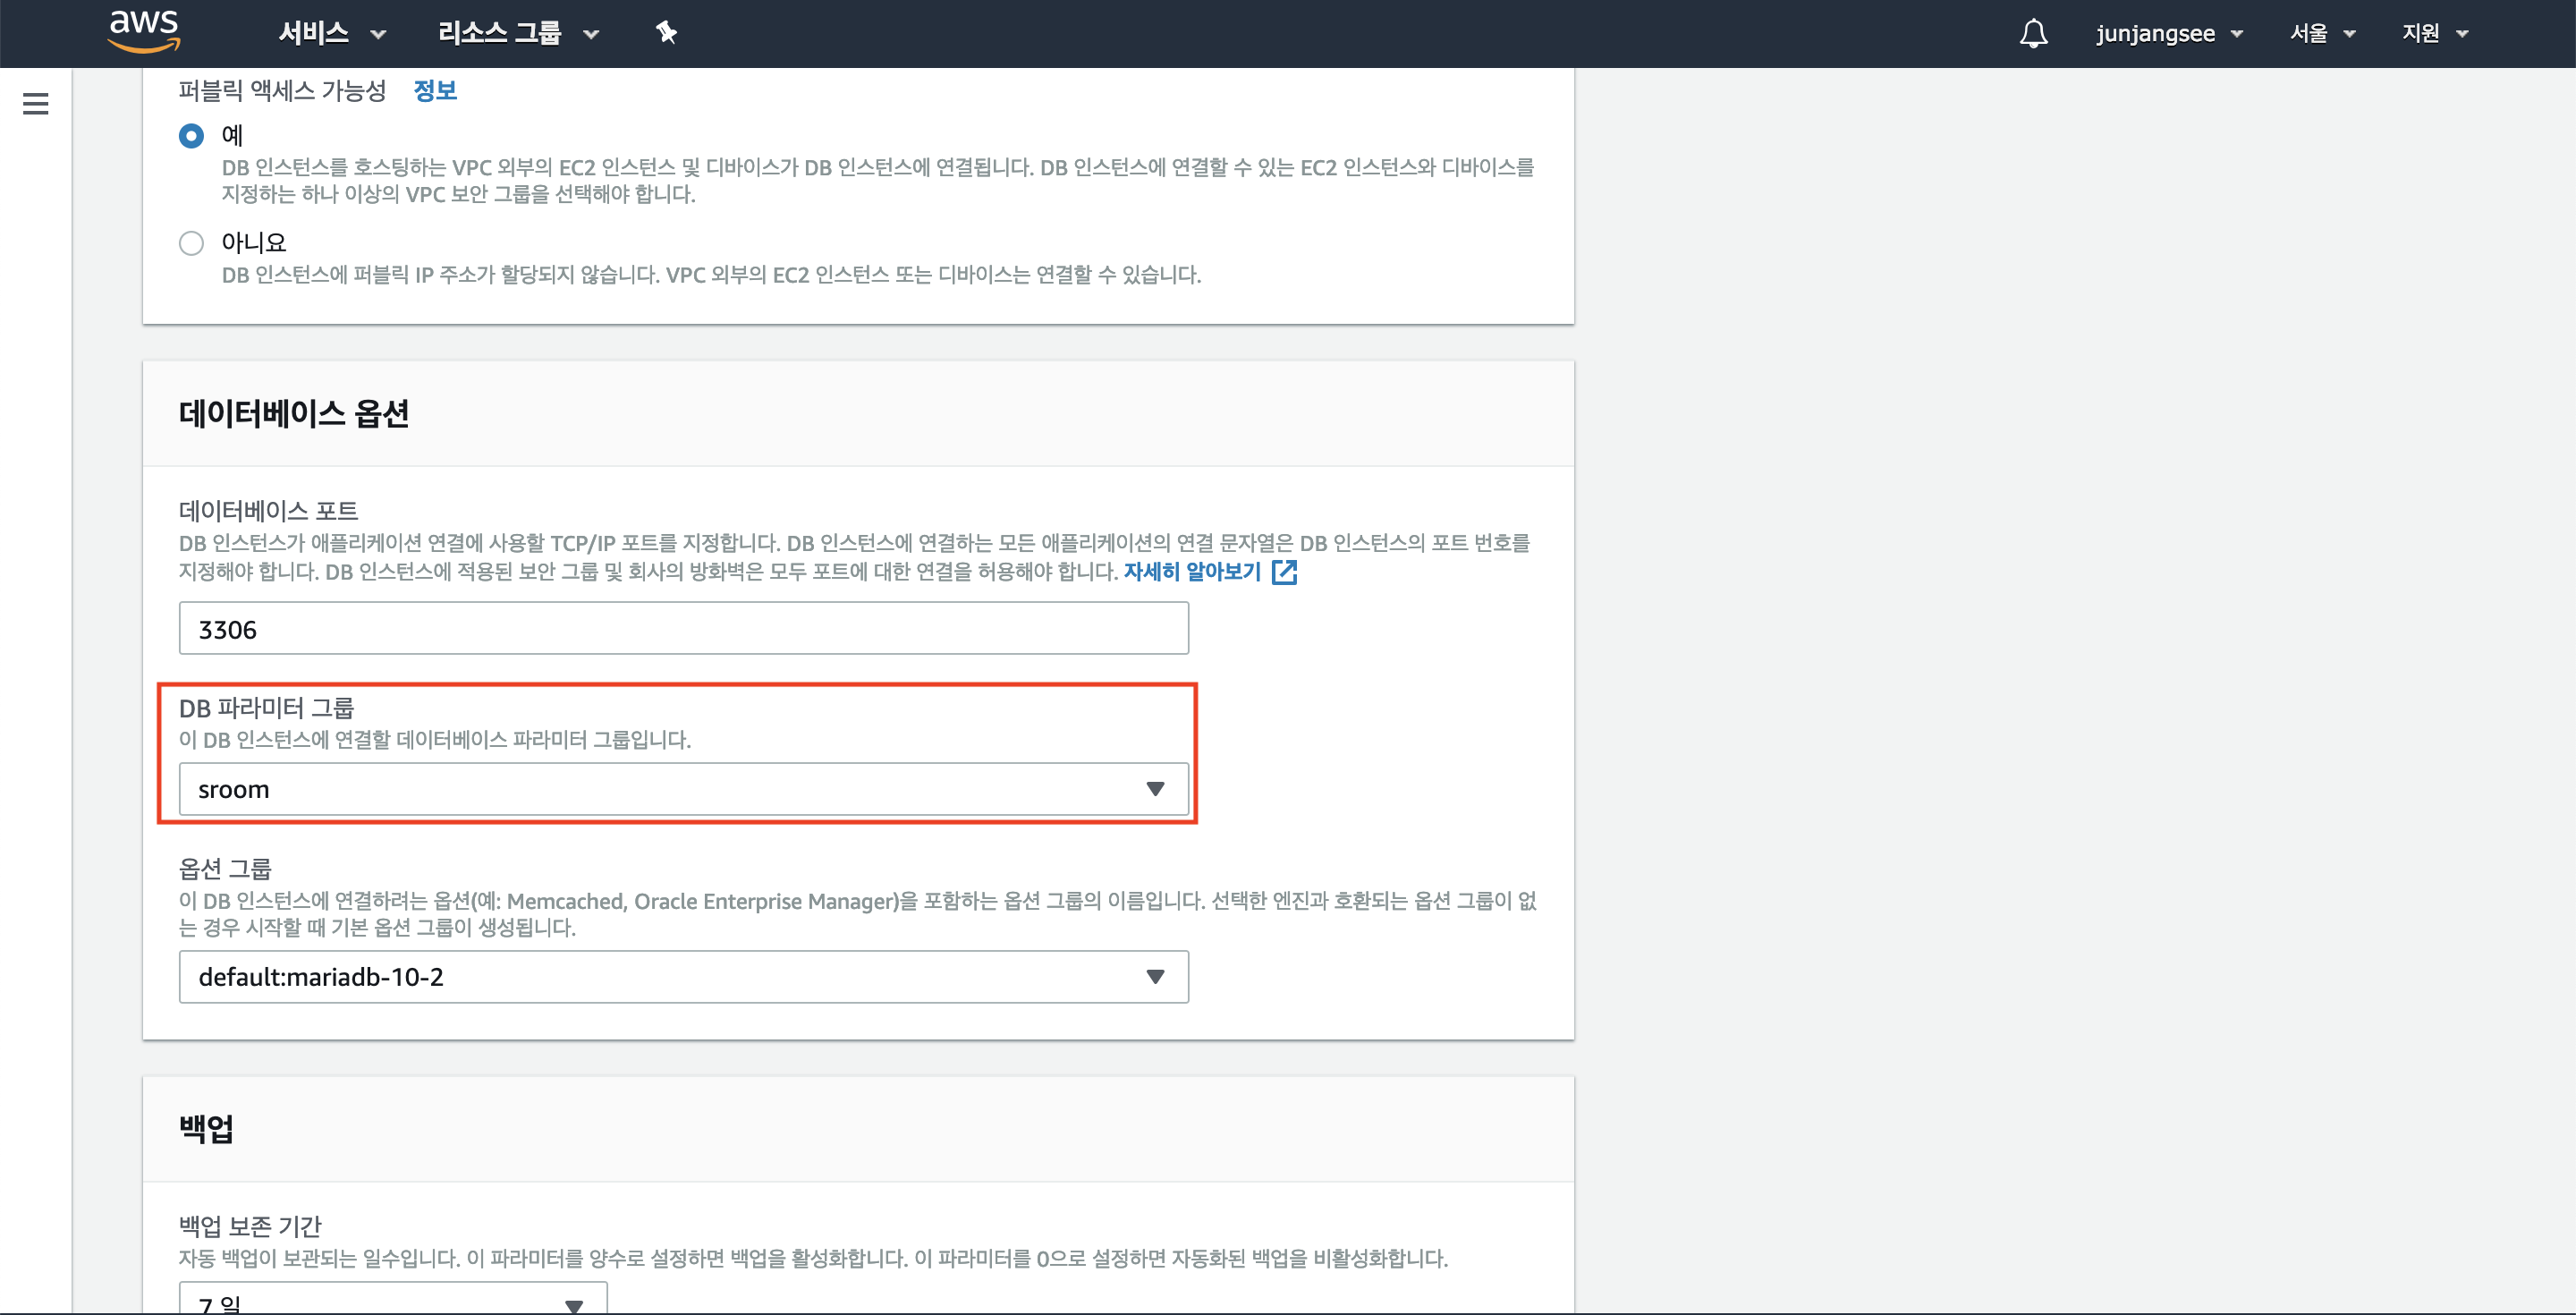 aws 서비스 리소스 그룹 junjangsee 서울 지원
퍼블릭 액세스 가능성 정보
예
DB 인스턴스를 호스팅하는 VPC 외부의 EC2 인스턴스 및 디바이스가 DB 인스턴스에 연결됩니다. DB 인스턴스에 연결할 수 있는 EC2 인스턴스와 디바이스를
지정하는 하나 이상의 VPC 보안 그룹을 선택해야 합니다.
아니요
DB 인스턴스에 퍼블릭 IP 주소가 할당되지 않습니다. VPC 외부의 EC2 인스턴스 또는 디바이스는 연결할 수 있습니다.
데이터베이스 옵션
데이터베이스 포트
DB 인스턴스가 애플리케이션 연결에 사용할 TCP/IP 포트를 지정합니다. DB 인스턴스에 연결하는 모든 애플리케이션의 연결 문자열은 DB 인스턴스의 포트 번호를
지정해야 합니다. DB 인스턴스에 적용된 보안 그룹 및 회사의 방화벽은 모두 포트에 대한 연결을 허용해야 합니다. 자세히 알아보기
3306
DB 파라미터 그룹
이 DB 인스턴스에 연결할 데이터베이스 파라미터 그룹입니다.
sroom
옵션 그룹
이 DB 인스턴스에 연결하려는 옵션(예: Memcached, Oracle Enterprise Manager)을 포함하는 옵션 그룹의 이름입니다. 선택한 엔진과 호환되는 옵션 그룹이 없
는 경우 시작할 때 기본 옵션 그룹이 생성됩니다.
default:mariadb-10-2
백업
백업 보존 기간
자동 백업이 보관되는 일수입니다. 이 파라미터를 양수로 설정하면 백업을 활성화합니다. 이 파라미터를 0으로 설정하면 자동화된 백업을 비활성화합니다.
7 일